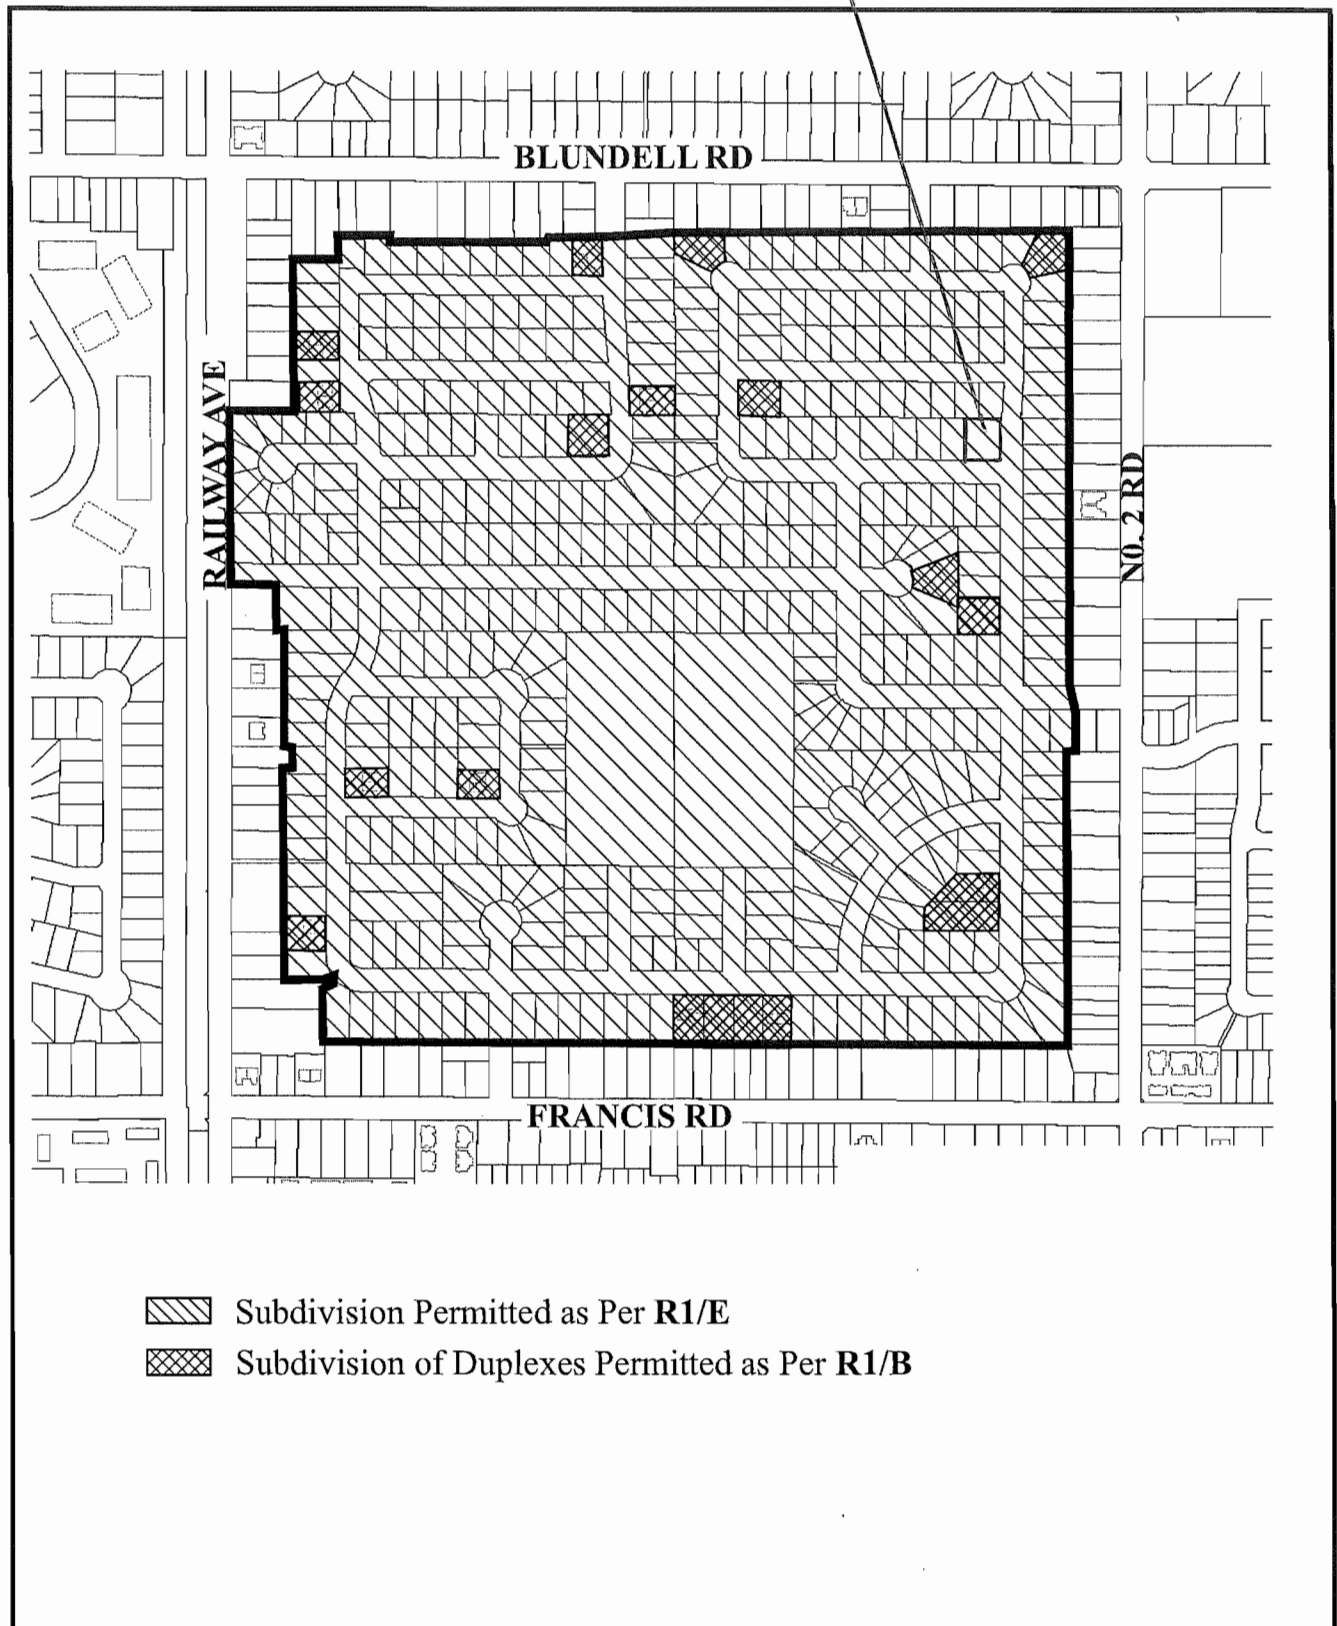 BLUNDELL RD
RAILWAY AVE
N0. 2 RD
FRANCIS RD
Subdivision Permitted as Per R1/E
Subdivision of Duplexes Permitted as Per R1/B